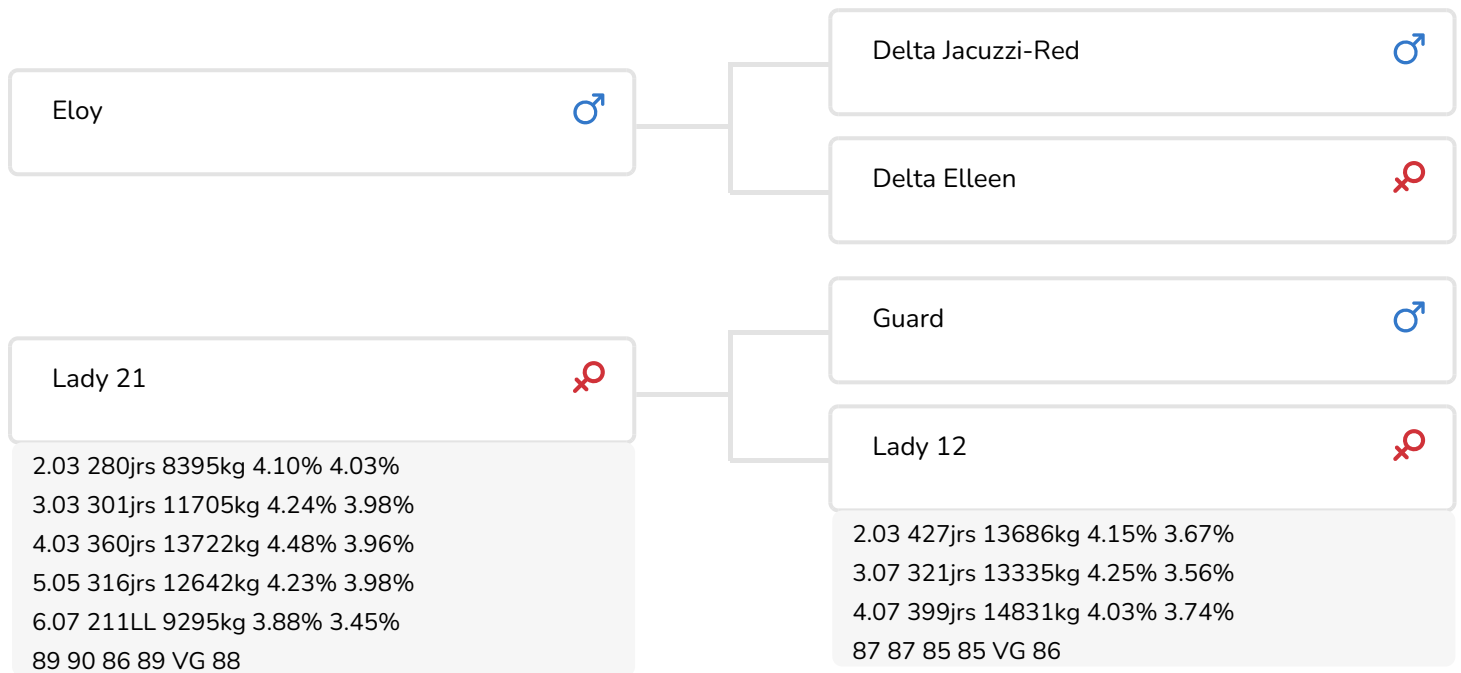 Eloy
Lady 21
2.03 280jrs 8395kg 4.10% 4.03%
3.03 301jrs 11705kg 4.24% 3.98%
4.03 360jrs 13722kg 4.48% 3.96%
5.05 316jrs 12642kg 4.23% 3.98%
6.07 211LL 9295kg 3.88% 3.45%
89 90 86 89 VG 88
Delta Jacuzzi-Red
Delta Elleen
Guard
Lady 12
2.03 427jrs 13686kg 4.15% 3.67%
3.07 321jrs 13335kg 4.25% 3.56%
4.07 399jrs 14831kg 4.03% 3.74%
87 87 85 85 VG 86